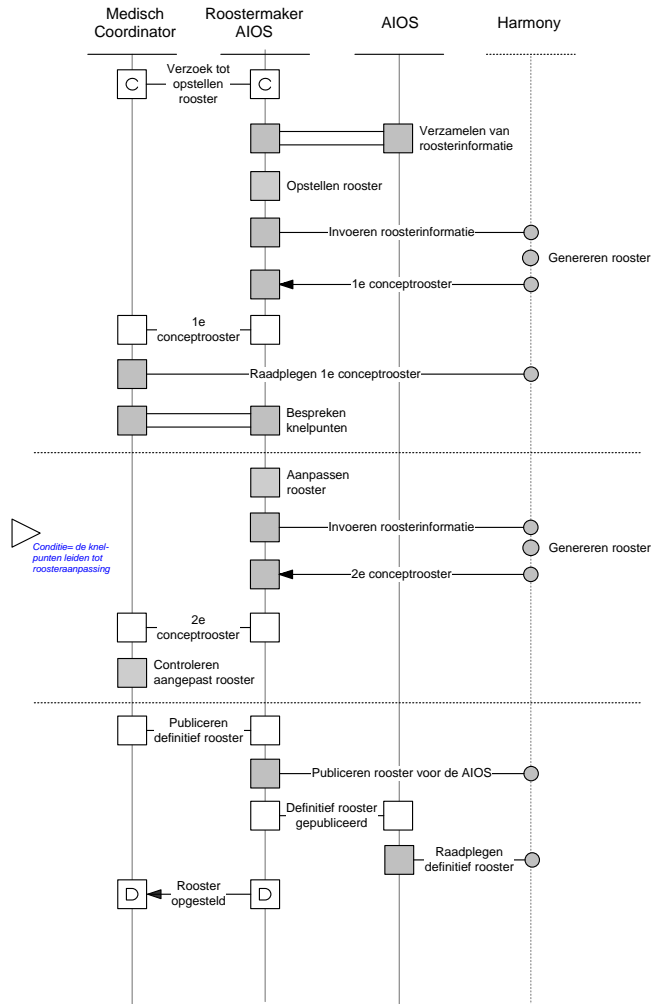 Medisch
Coordinator
Roostermaker
AIOS
AIOS
Harmony
C
Verzoek tot
opstellen
rooster
C
Verzamelen van
roosterinformatie
Opstellen rooster
Invoeren roosterinformatie
Genereren rooster
1e conceptrooster
1e
conceptrooster
Raadplegen 1e conceptrooster
Bespreken
knelpunten
Aanpassen
rooster
Invoeren roosterinformatie
Conditie= de knel-
punten leiden tot
roosteraanpassing
Genereren rooster
2e conceptrooster
2e
conceptrooster
Controleren
aangepast rooster
Publiceren
definitief rooster
Publiceren rooster voor de AIOS
Definitief rooster
gepubliceerd
Raadplegen
definitief rooster
D
Rooster
opgesteld
D